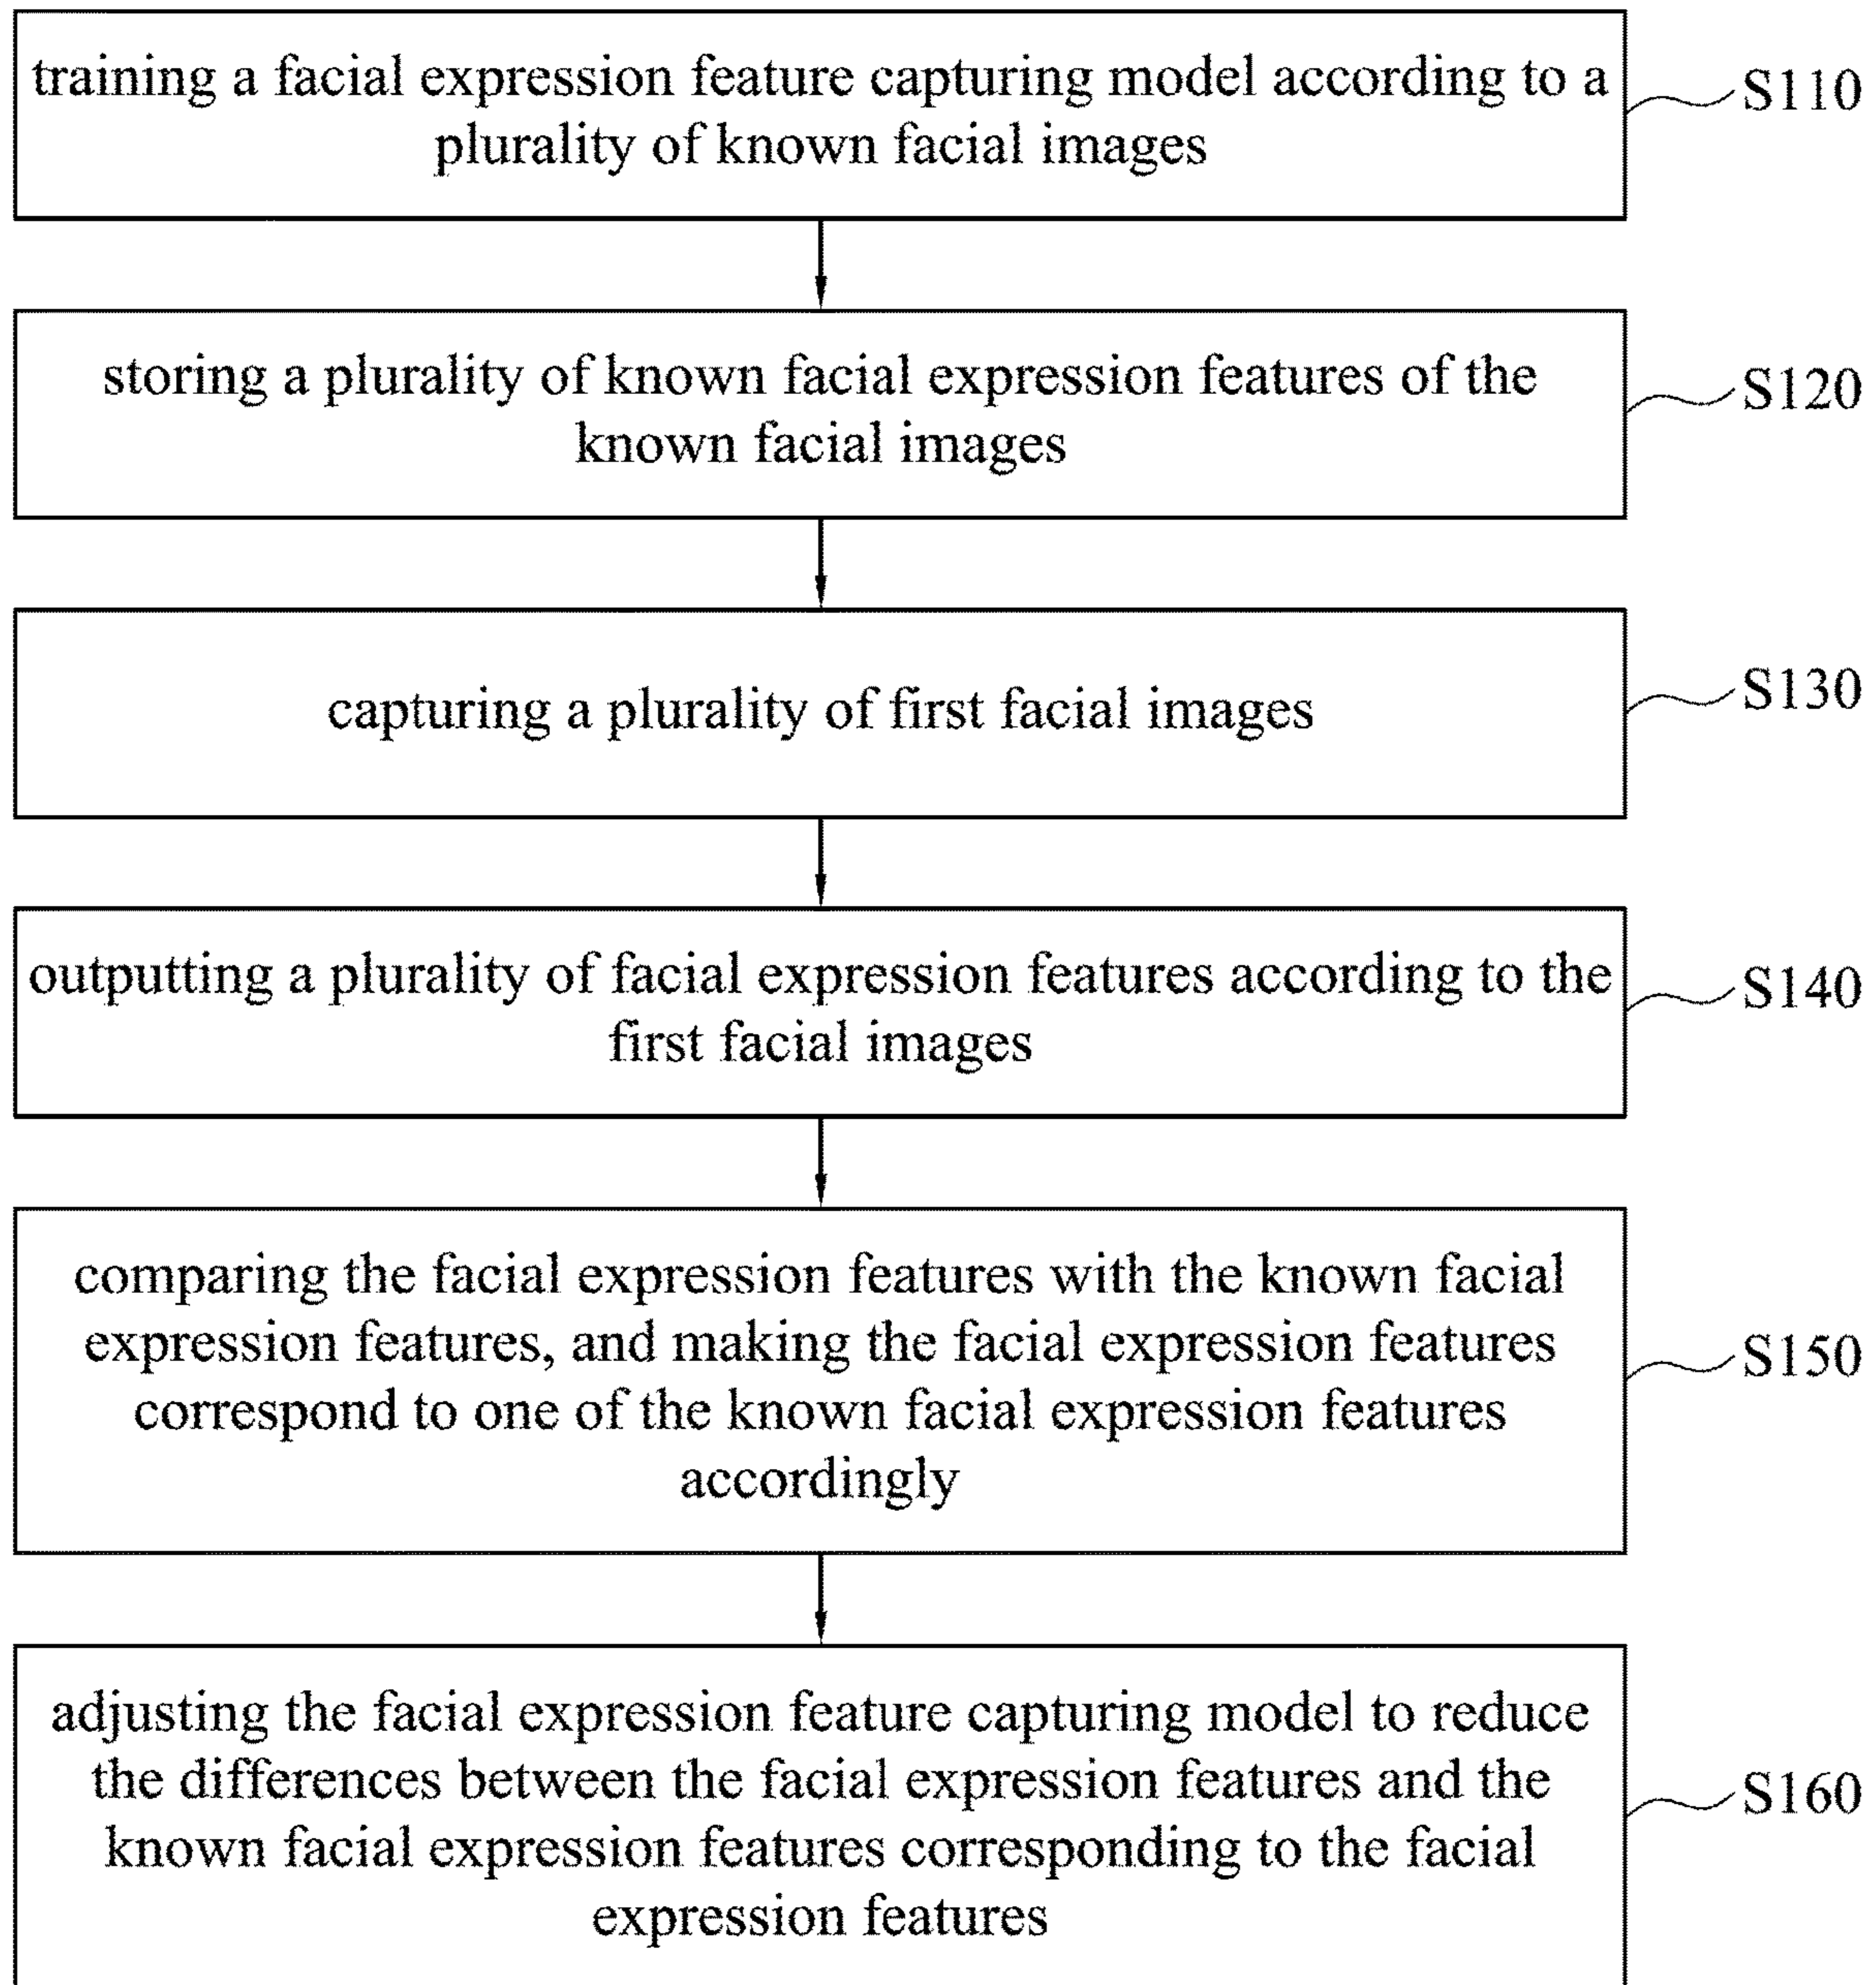 training a facial expression feature capturing model according to a
plurality of known facial images
S110
storing a plurality of known facial expression features of the
known facial images
S120
capturing a plurality of first facial images
S130
outputting a plurality of facial expression features according to the
first facial images
S140
comparing the facial expression features with the known facial
expression features, and making the facial expression features
correspond to one of the known facial expression features
accordingly
S150
adjusting the facial expression feature capturing model to reduce
the differences between the facial expression features and the
known facial expression features corresponding to the facial
expression features
S160